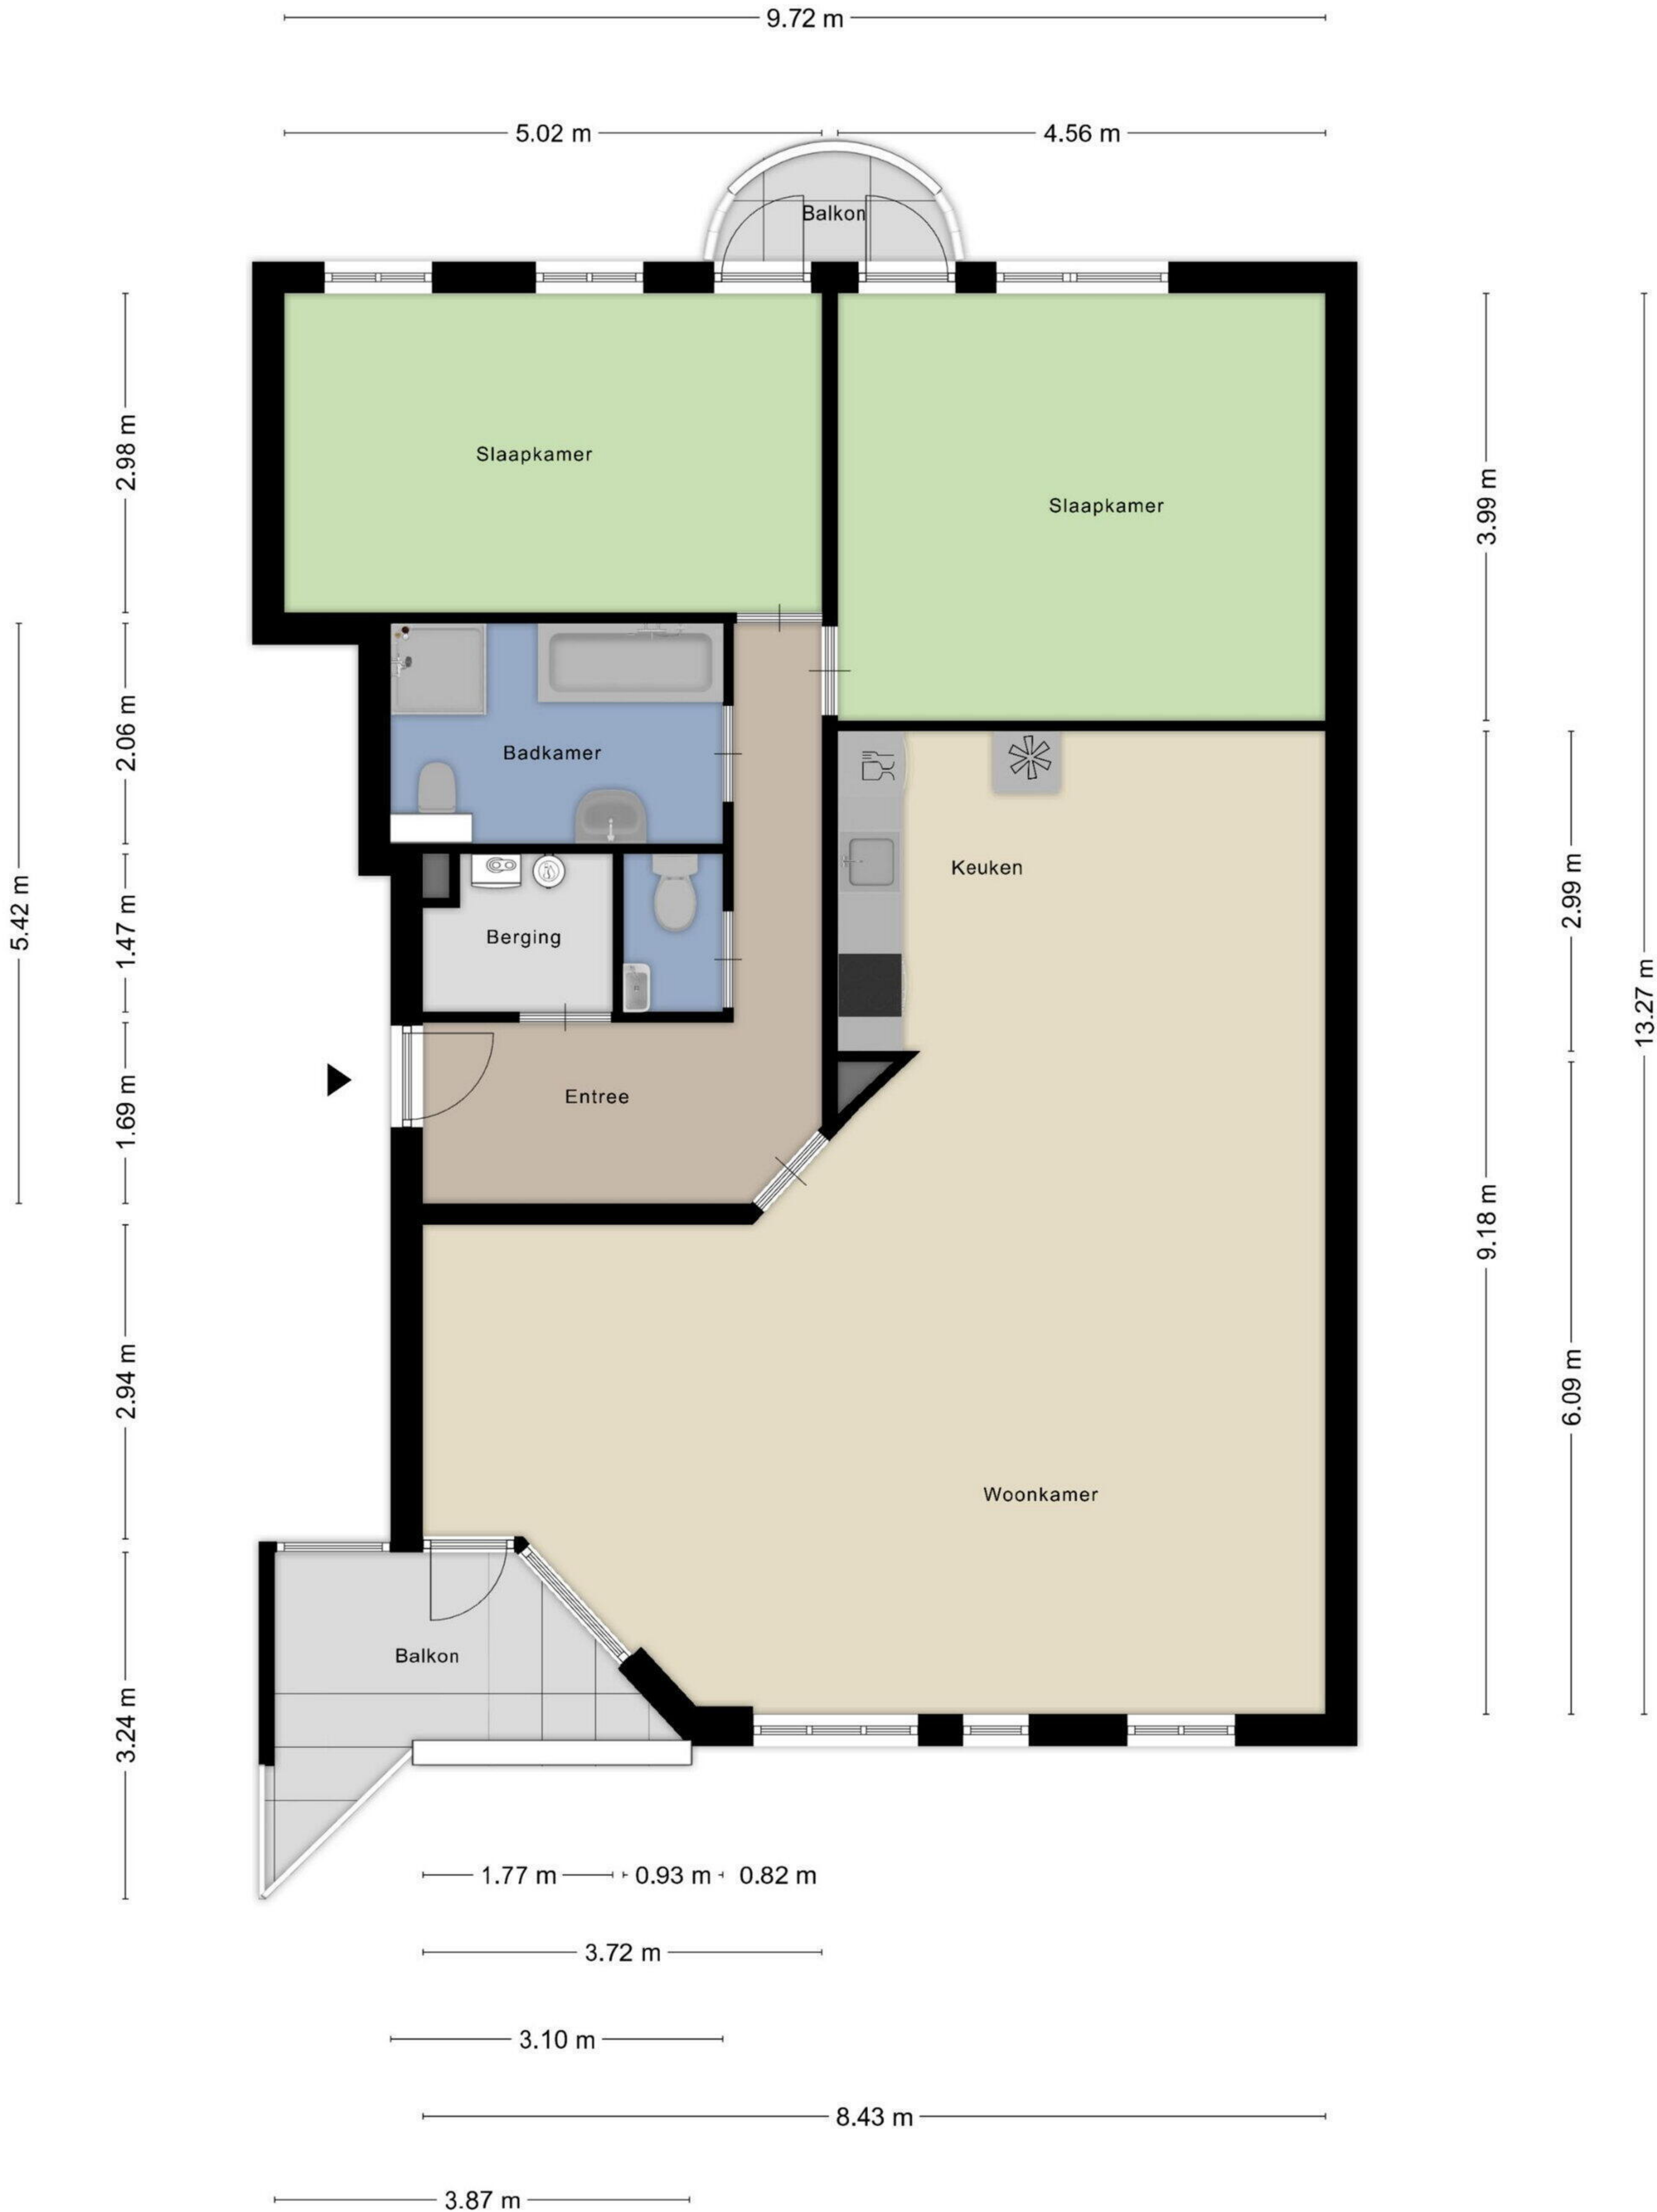 9.72 m
5.02 m
4.56 m
Balkon
Slaapkamer
Slaapkamer
2.98 m
3.99 m
Badkamer
2.06 m
Keuken
5.42 m
1.47 m
2.99 m
Berging
13.27 m
Entree
1.69 m
9.18 m
2.94 m
6.09 m
Woonkamer
Balkon
3.24 m
1.77 m
0.93 m
0.82 m
3.72 m
3.10 m
8.43 m
3.87 m